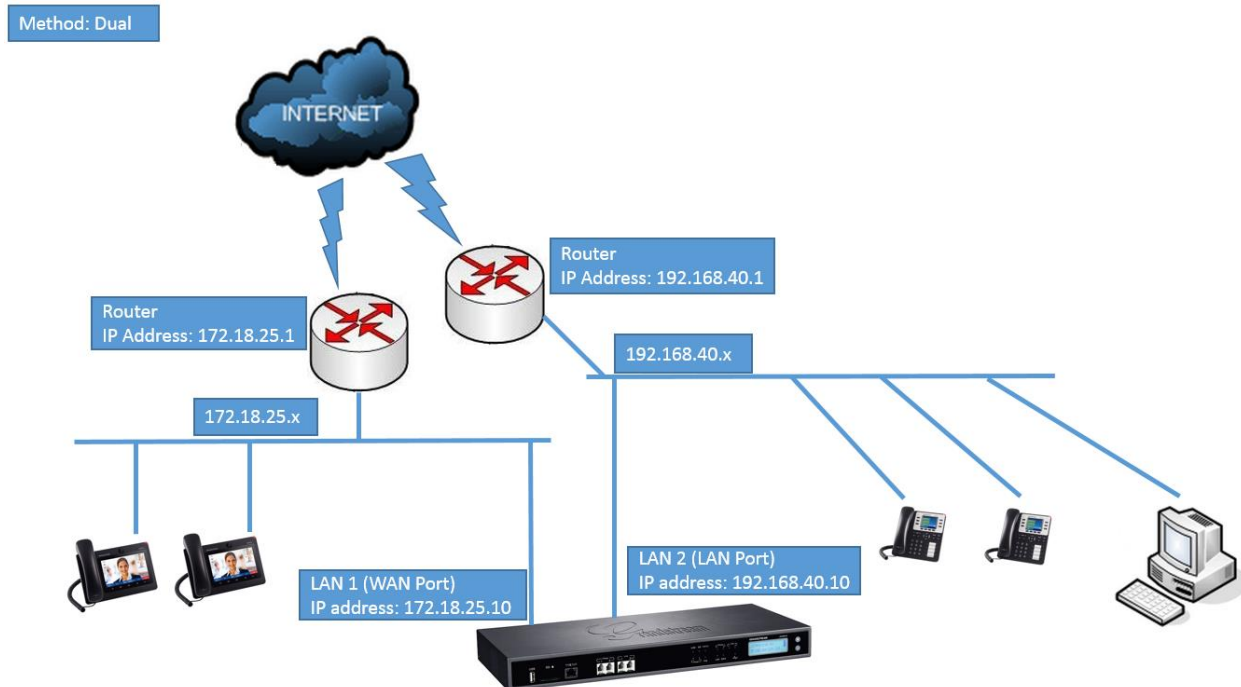 Method: Dual
INTERNET
Router
IP Address: 192.168.40.1
Router
IP Address: 172.18.25.1
192.168.40.x
172.18.25.x
LAN 2 (LAN Port)
IP address: 192.168.40.10
LAN 1 (WAN Port)
IP address: 172.18.25.10